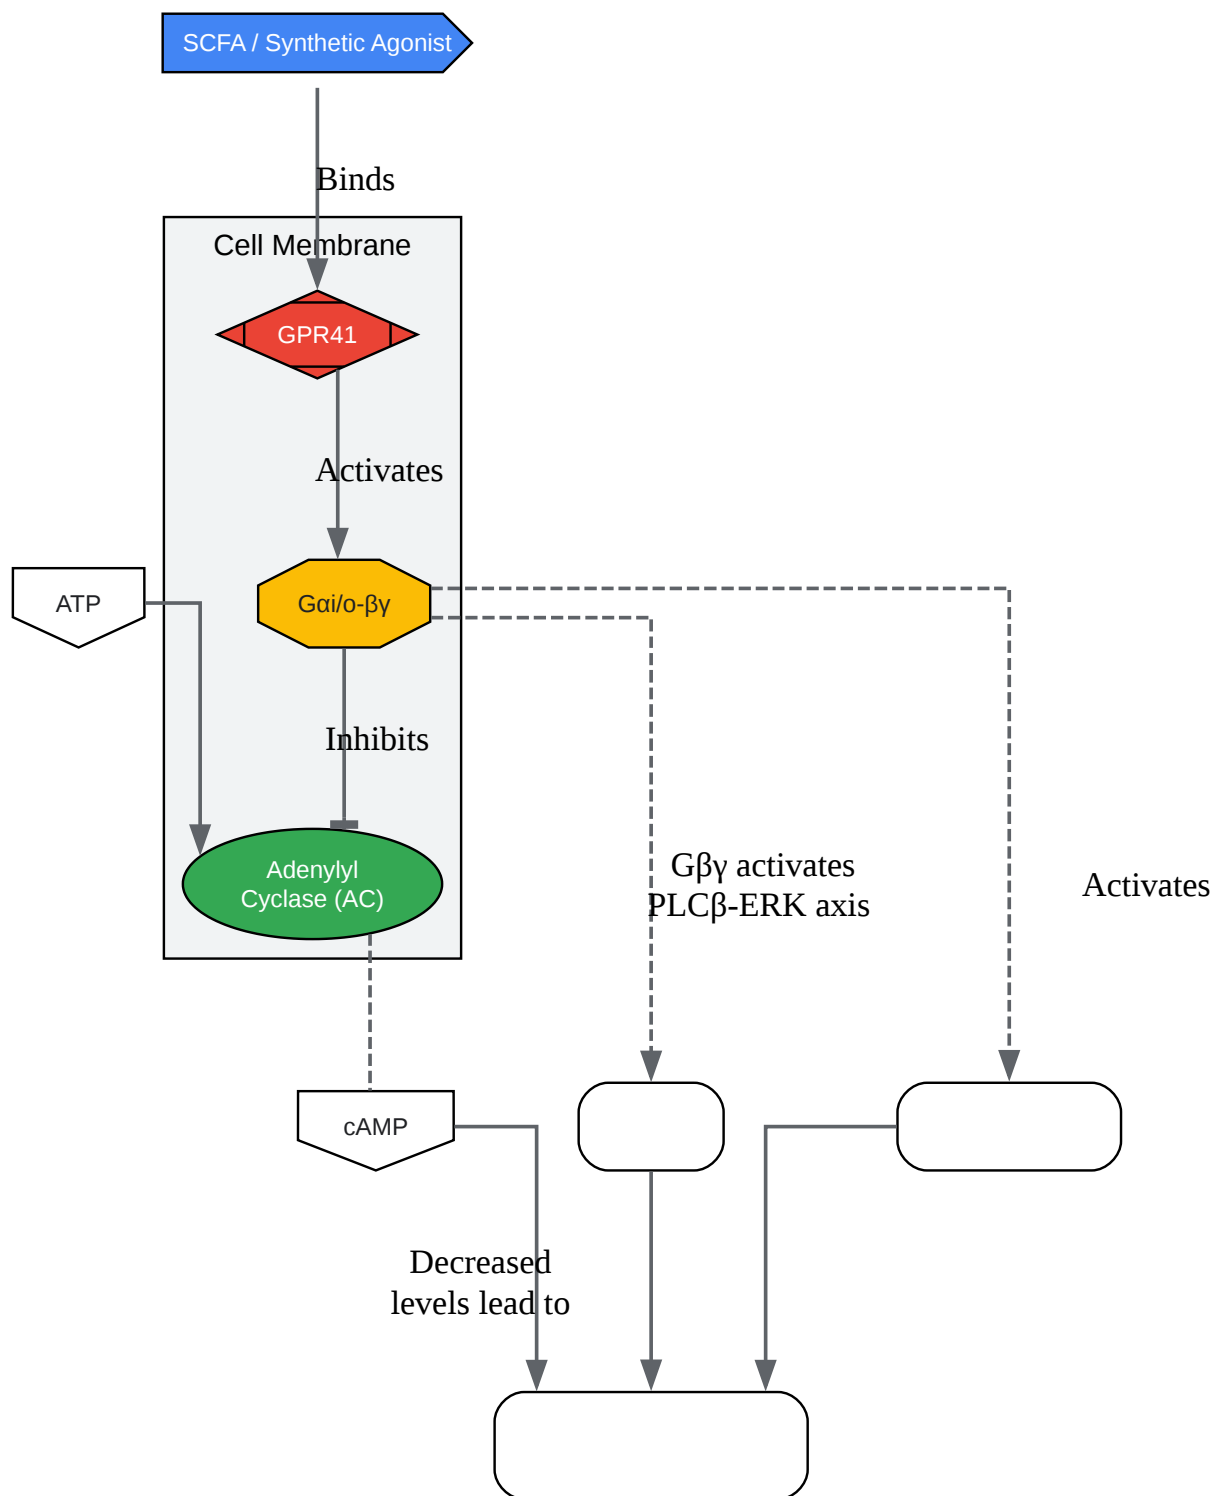 SCFA / Synthetic Agonist
Binds
Cell Membrane
GPR41
Activates
ATP
Gαi/o-βγ
Inhibits
Adenylyl
Cyclase (AC)
Gβγ activates
PLCβ-ERK axis
Activates
cAMP
Decreased
levels lead to